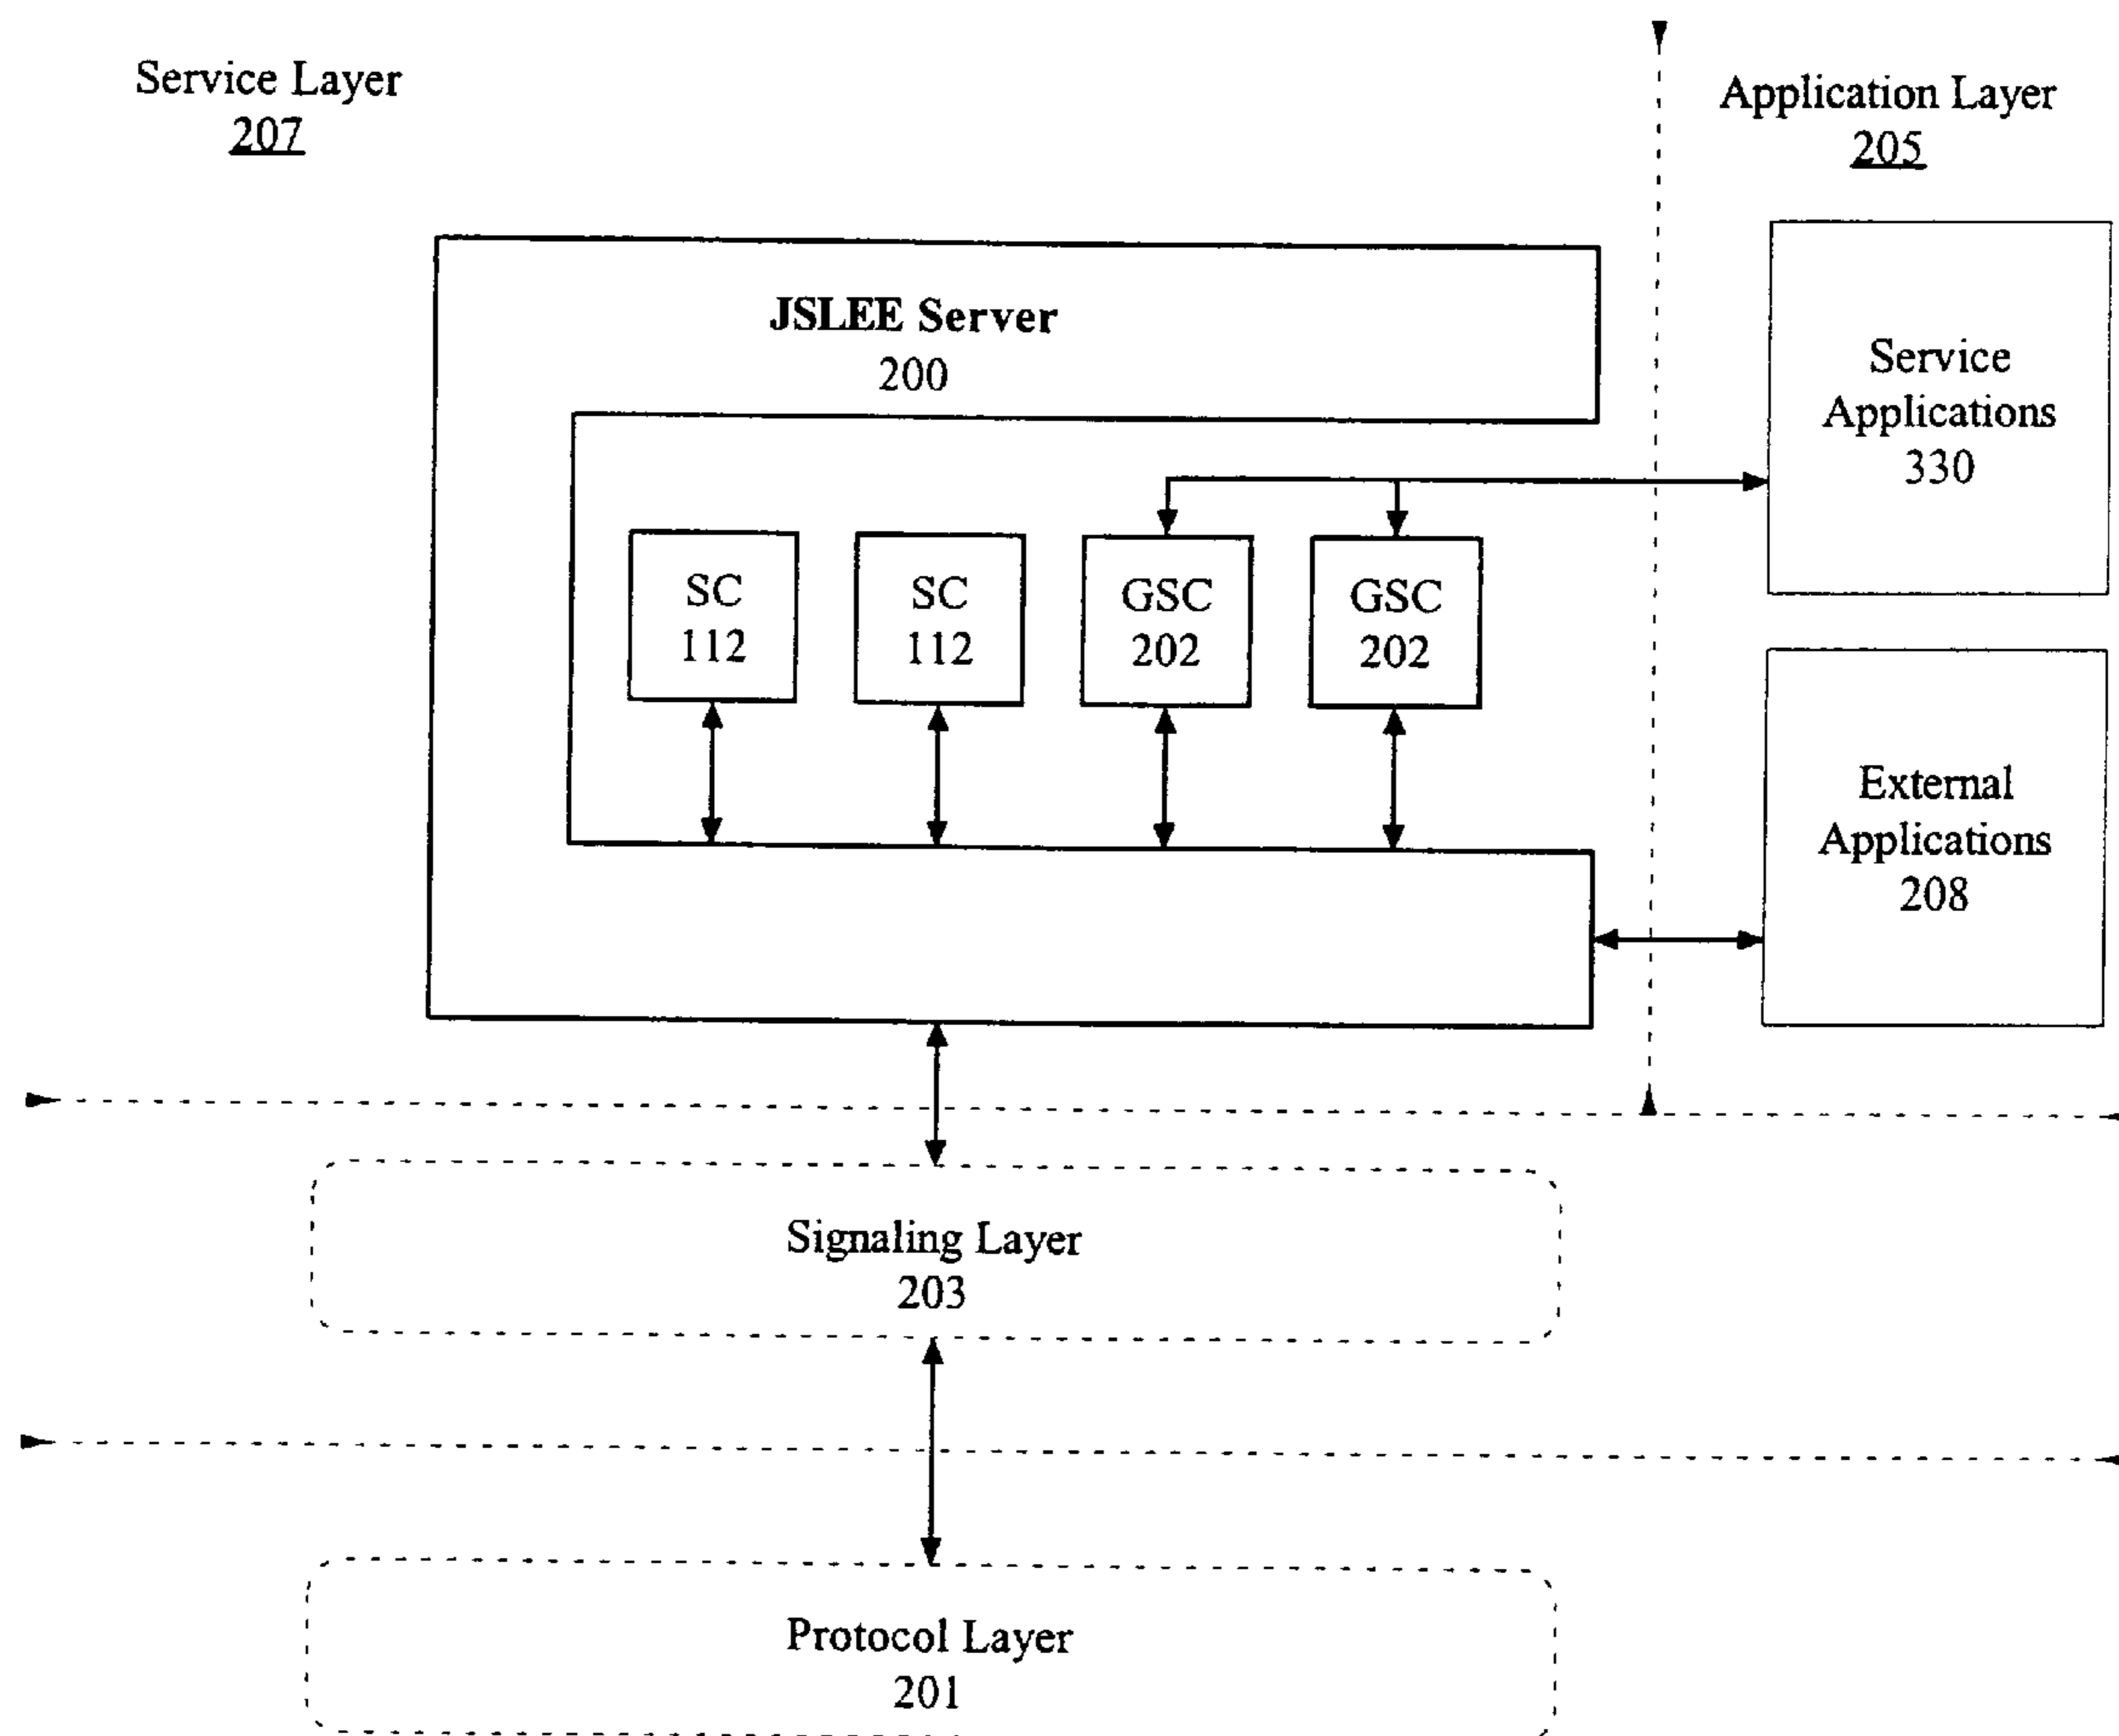 Service Layer
207
Application Layer
205
JSLEE Server
200
Service
Applications
330
SC
112
SC
112
GSC
202
GSC
202
External
Applications
208
Signaling Layer
203
Protocol Layer
201